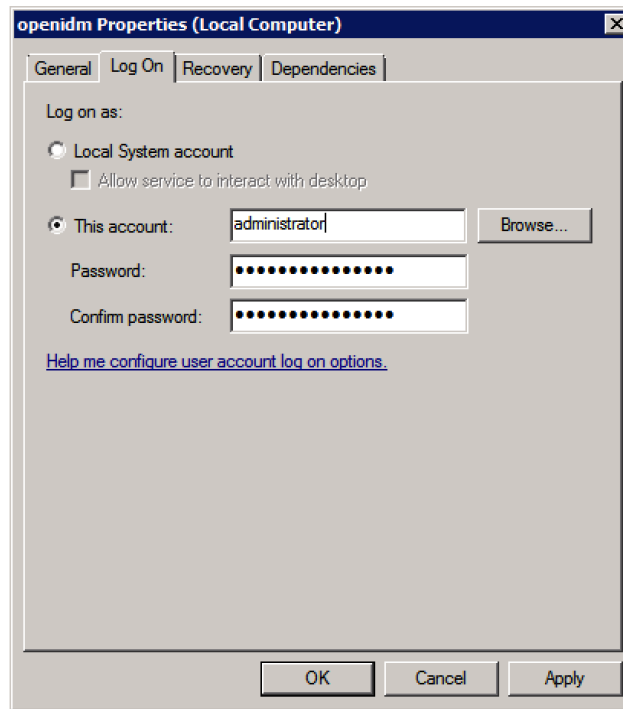 openidm Properties (Local Computer)
General Log On Recovery Dependencies
Log on as:
Local System account
Allow service to interact with desktop
This account: administrator Browse...
Password: ●●●●●●●●●●●●●●●
Confirm password: ●●●●●●●●●●●●●●●
Help me configure user account log on options.
OK Cancel Apply